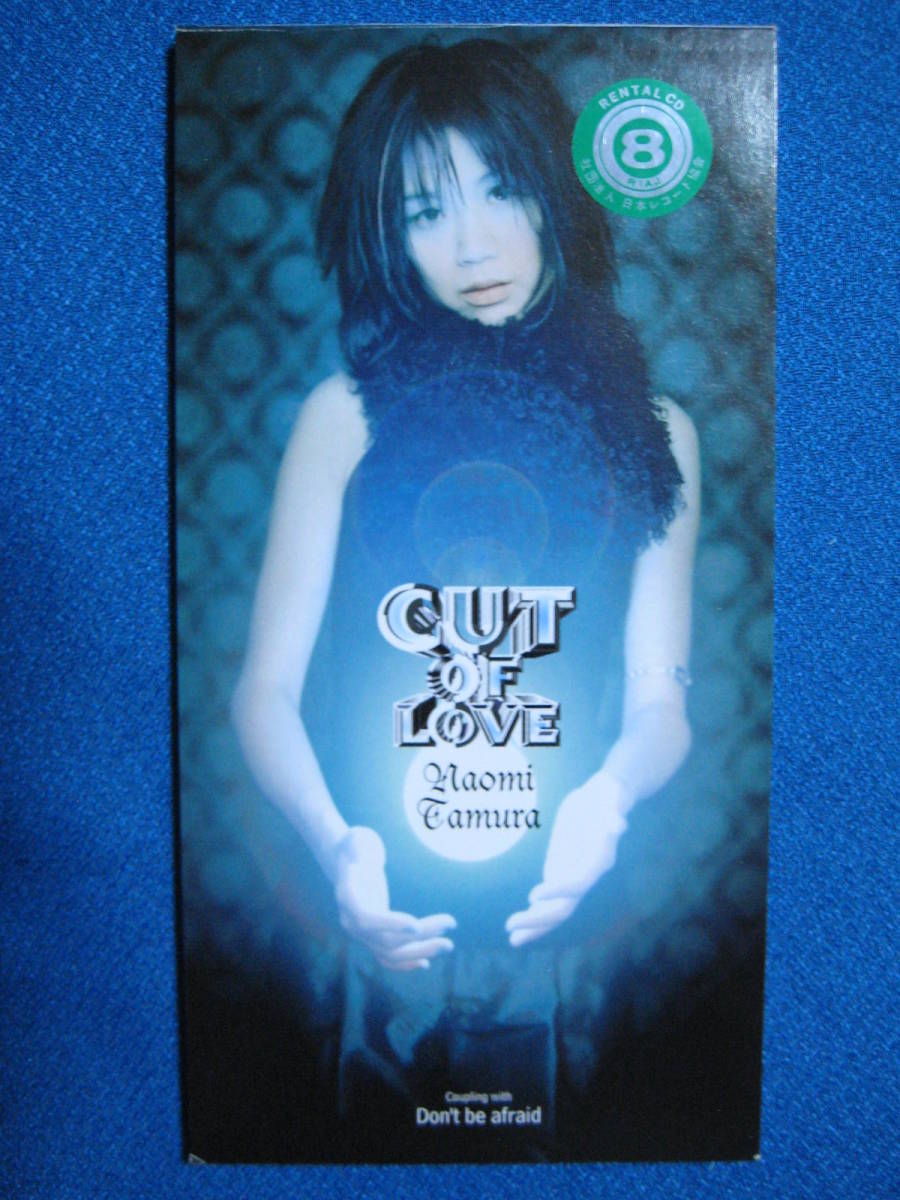 RENTAL CD
8
RIAJ
社団法人 日本レコード協会
CUT
OF
LOVE
Naomi
Tamura
Coupling with
Don't be afraid